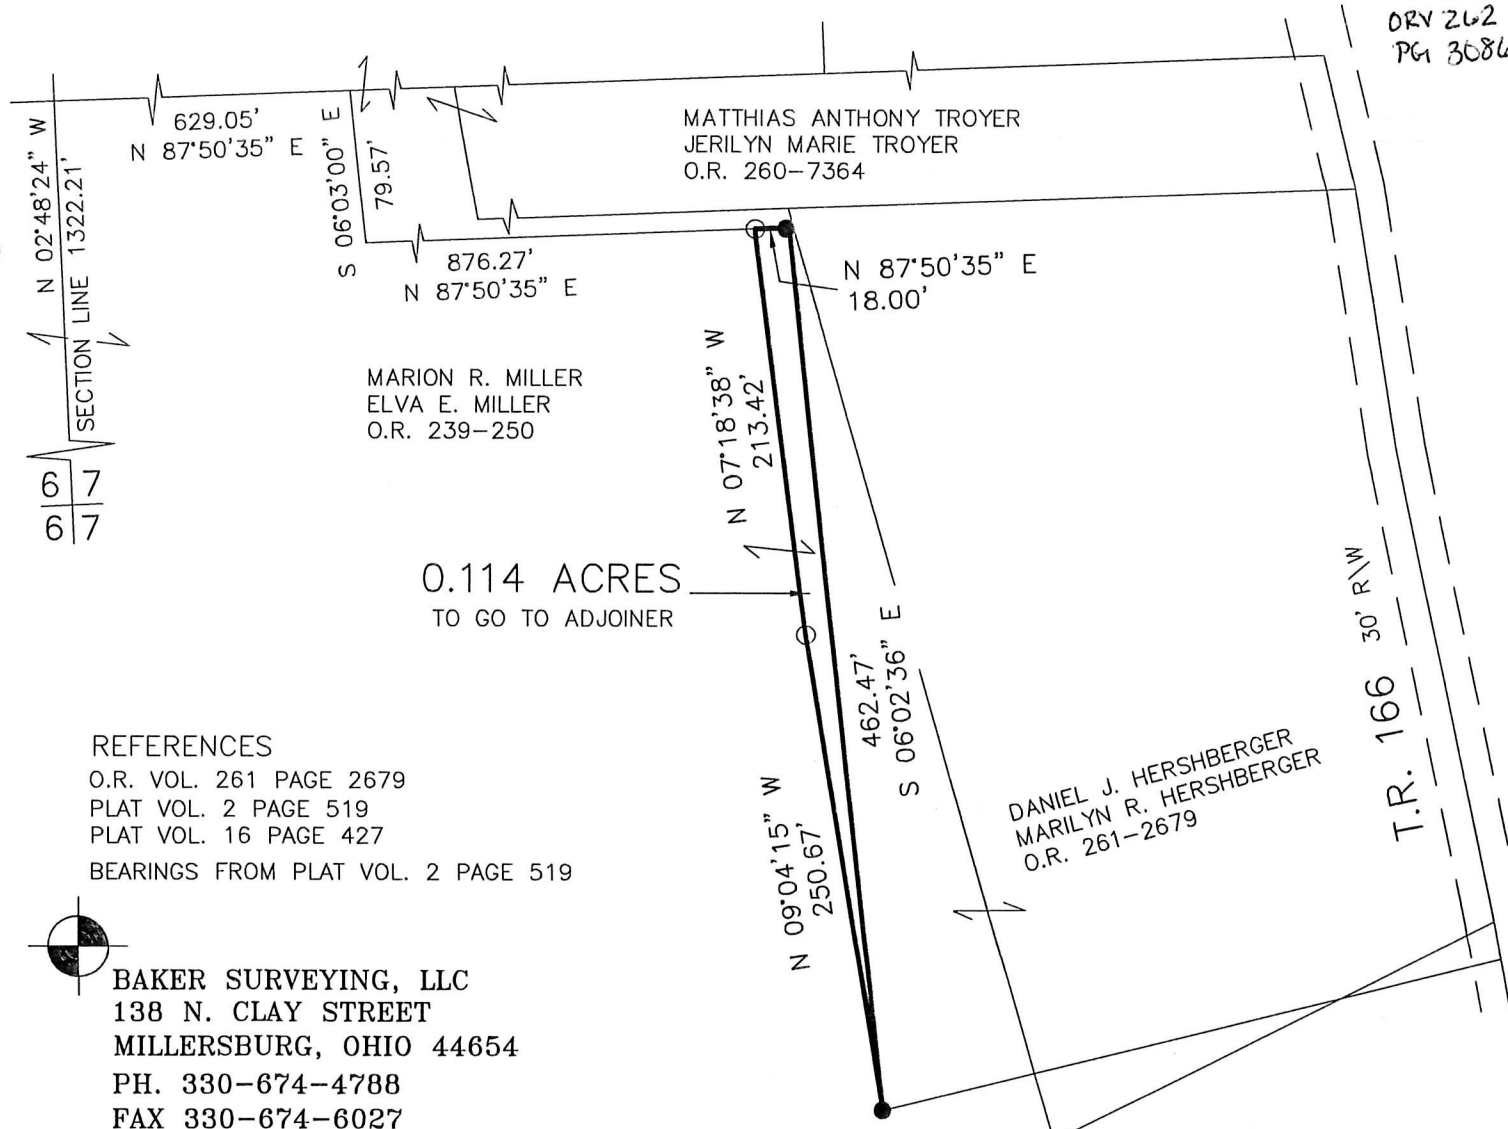 ORV 262
PG 3086
629.05'
N 87°50'35" E
N 02°48'24" W
SECTION LINE 1322.21'
S 06°03'00" E
79.57'
MATTHIAS ANTHONY TROYER
JERILYN MARIE TROYER
O.R. 260-7364
876.27'
N 87°50'35" E
N 87°50'35" E
18.00'
MARION R. MILLER
ELVA E. MILLER
O.R. 239-250
N 07°18'38" W
213.42'
6 7
6 7
0.114 ACRES
TO GO TO ADJOINER
462.47'
S 06°02'36" E
T.R. 166 30' R\W
REFERENCES
O.R. VOL. 261 PAGE 2679
PLAT VOL. 2 PAGE 519
PLAT VOL. 16 PAGE 427
BEARINGS FROM PLAT VOL. 2 PAGE 519
N 09°04'15" W
250.67'
DANIEL J. HERSHBERGER
MARILYN R. HERSHBERGER
O.R. 261-2679
BAKER SURVEYING, LLC
138 N. CLAY STREET
MILLERSBURG, OHIO 44654
PH. 330-674-4788
FAX 330-674-6027